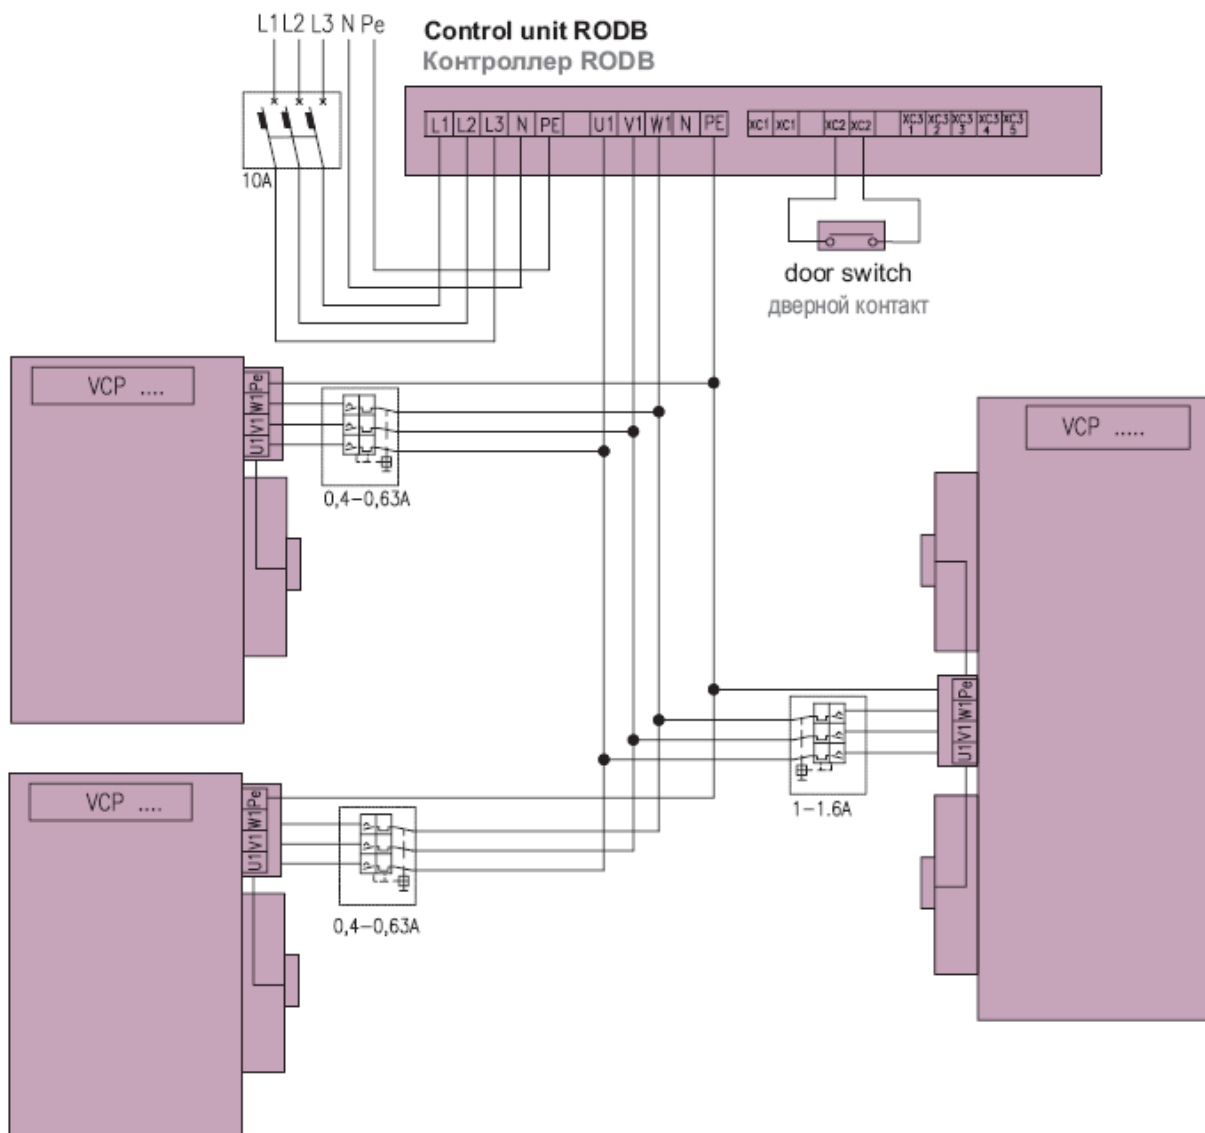 L1 L2 L3 N Pe
Control unit RODB
Контроллер RODB
L1 L2 L3 N PE U1 V1 W1 N PE
XC1 XC1 XC2 XC2 XC3 1 XC3 2 XC3 3 XC3 4 XC3 5
10A
door switch
дверной контакт
VCP ....
Pe
W1
V1
U1
0,4-0,63A
VCP .....
Pe
W1
V1
U1
1-1.6A
VCP ....
Pe
W1
V1
U1
0,4-0,63A